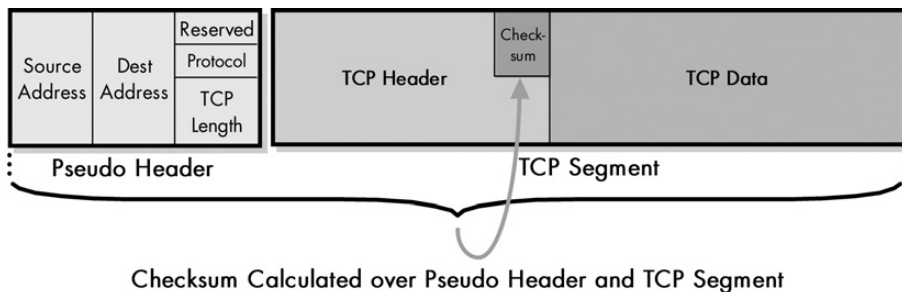 Source
Address
Dest
Address
Reserved
Protocol
TCP
Length
TCP Header
Check-
sum
TCP Data
Pseudo Header
TCP Segment
Checksum Calculated over Pseudo Header and TCP Segment